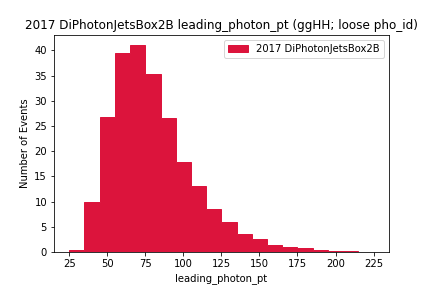 2017 DiPhotonJetsBox2B leading_photon_pt (ggHH; loose pho_id)
2017 DiPhotonJetsBox2B
Number of Events
40
35
30
25
20
15
10
5
0
25 50 75 100 125 150 175 200 225
leading_photon_pt